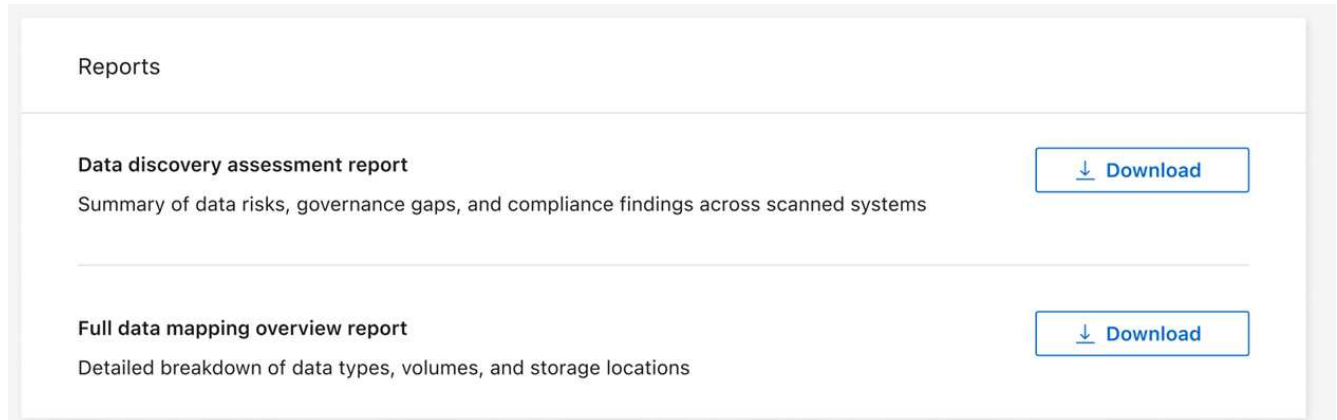 Reports
Data discovery assessment report
Download
Summary of data risks, governance gaps, and compliance findings across scanned systems
Full data mapping overview report
Download
Detailed breakdown of data types, volumes, and storage locations